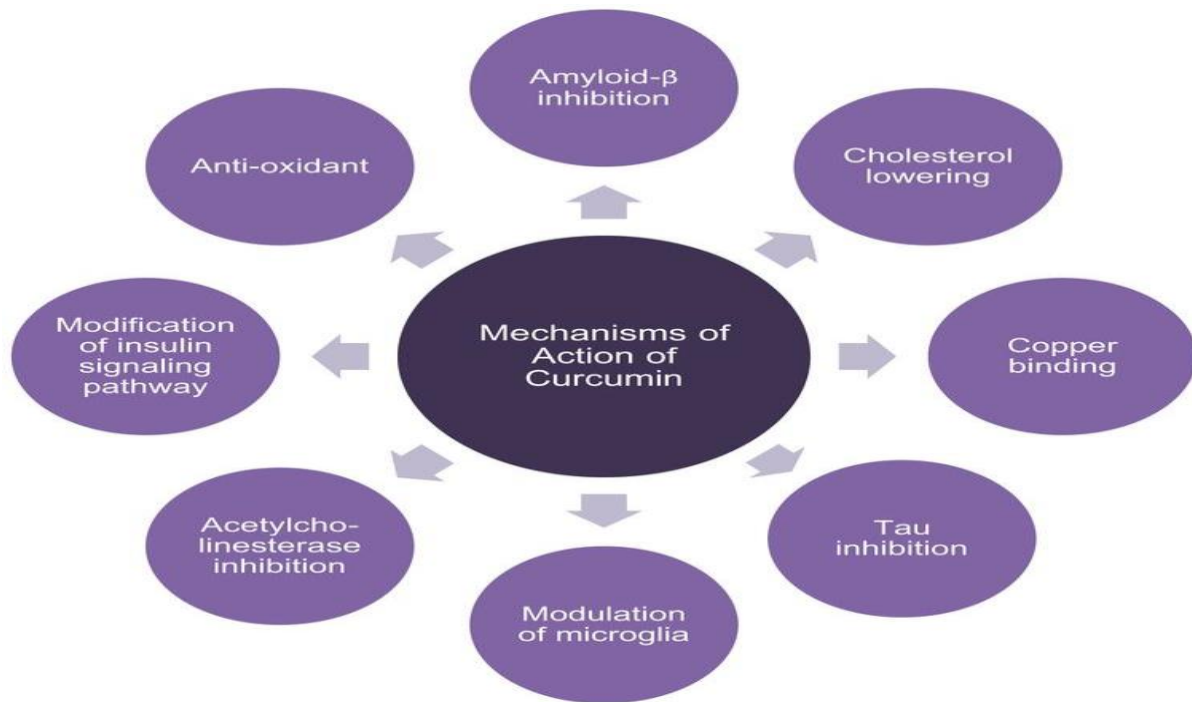 Amyloid-β
inhibition
Cholesterol
lowering
Copper
binding
Tau
inhibition
Modulation
of microglia
Acetylcho-
linesterase
inhibition
Modification
of insulin
signaling
pathway
Anti-oxidant
Mechanisms of
Action of
Curcumin